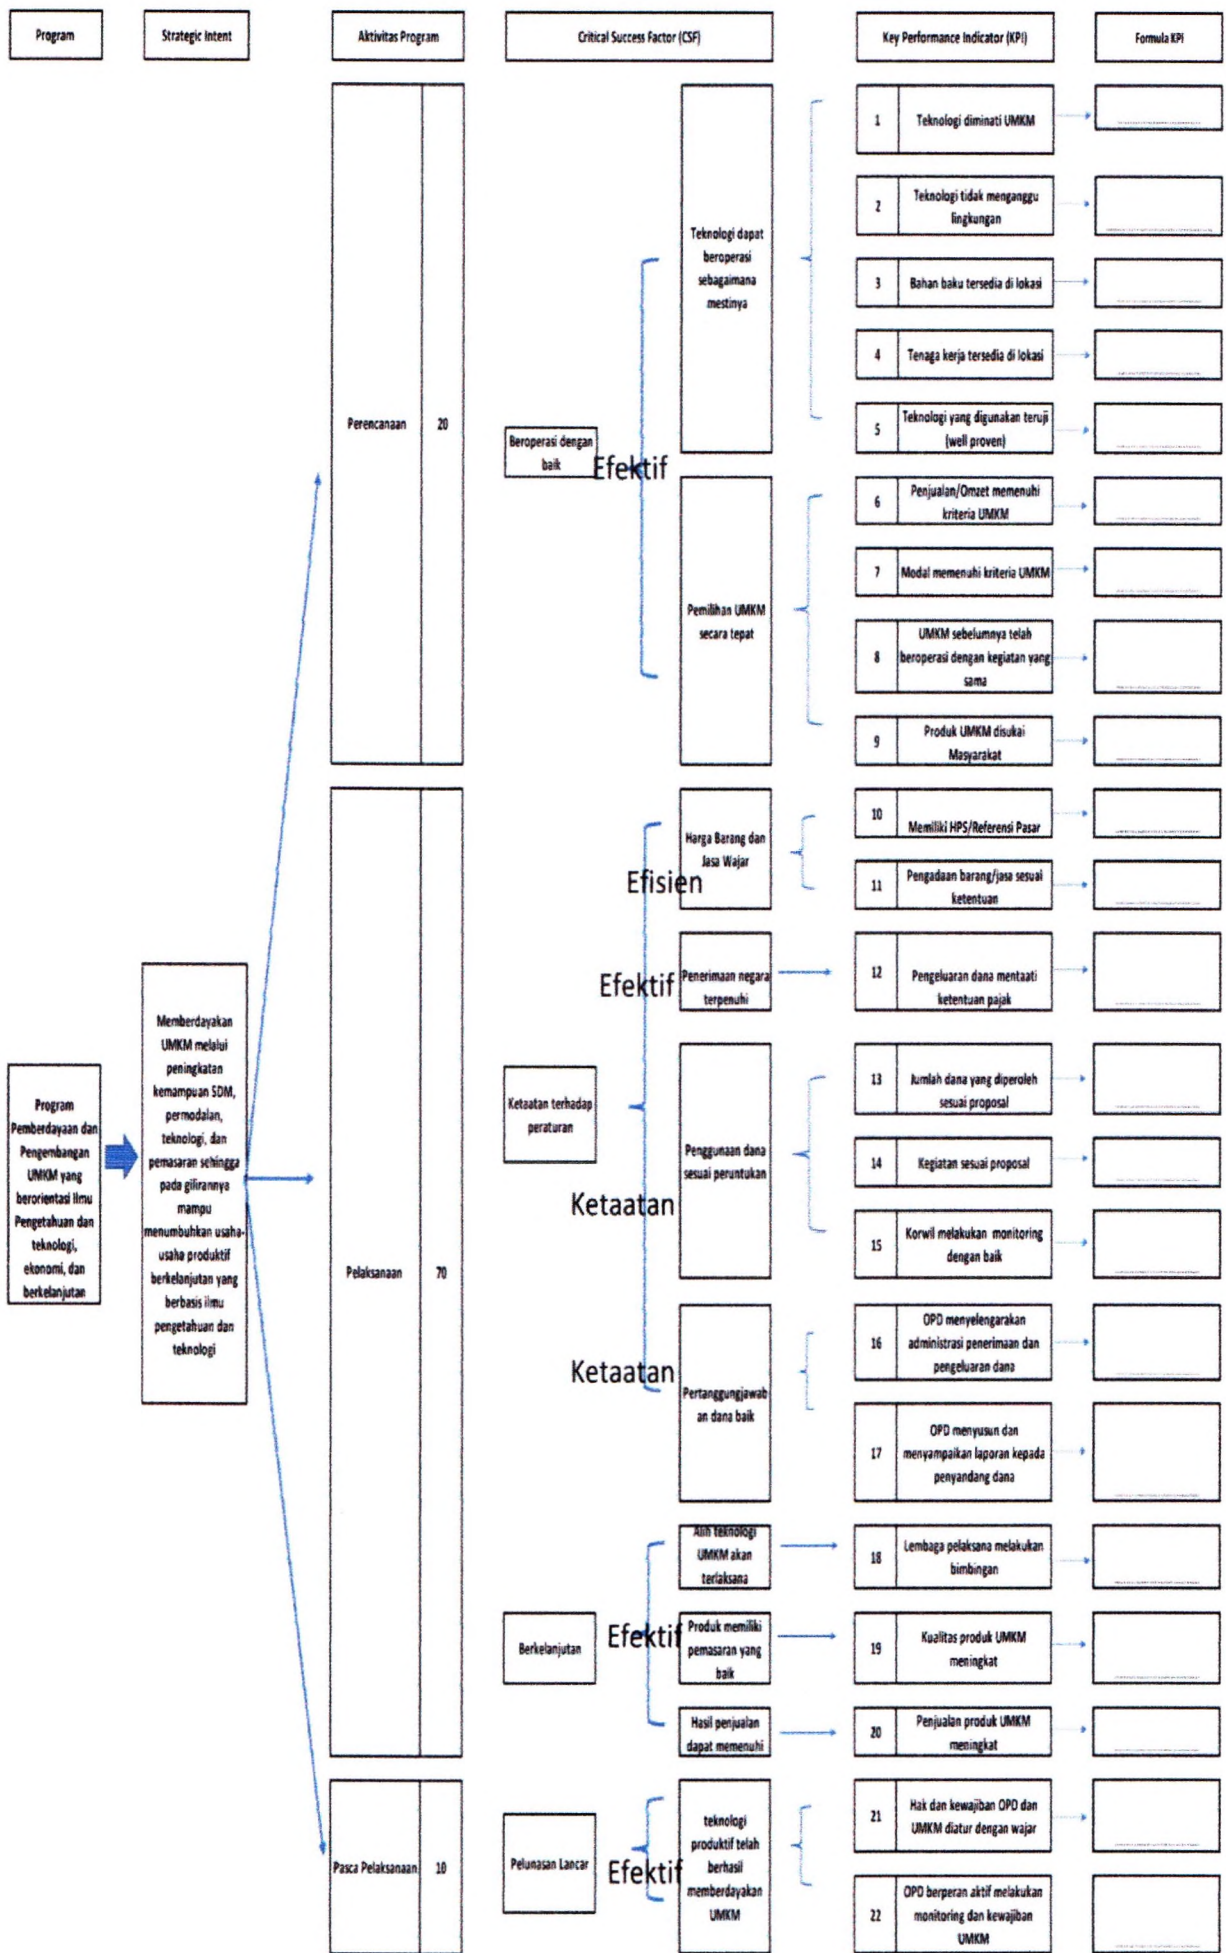 Program
Strategic Intent
Aktivitas Program
Critical Success Factor (CSF)
Key Performance Indicator (KPI)
Formula KPI
Program
Pemberdayaan dan
Pengembangan
UMKM yang
berorientasi Ilmu
Pengetahuan dan
teknologi,
ekonomi, dan
berkelanjutan
Memberdayakan
UMKM melalui
peningkatan
kemampuan SDM,
permodalan,
teknologi, dan
pemasaran sehingga
pada gilirannya
mampu
menumbuhkan usaha-
usaha produktif
berkelanjutan yang
berbasis ilmu
pengetahuan dan
teknologi
Perencanaan
20
Beroperasi dengan
baik
Efektif
Teknologi dapat
beroperasi
sebagaimana
mestinya
1
Teknologi diminati UMKM
2
Teknologi tidak menganggu
lingkungan
3
Bahan baku tersedia di lokasi
4
Tenaga kerja tersedia di lokasi
5
Teknologi yang digunakan teruji
(well proven)
Pemilihan UMKM
secara tepat
6
Penjualan/Omzet memenuhi
kriteria UMKM
7
Modal memenuhi kriteria UMKM
8
UMKM sebelumnya telah
beroperasi dengan kegiatan yang
sama
9
Produk UMKM disukai
Masyarakat
Pelaksanaan
70
Ketaatan terhadap
peraturan
Efisien
Harga Barang dan
Jasa Wajar
10
Memiliki HPS/Referensi Pasar
11
Pengadaan barang/jasa sesuai
ketentuan
Efektif
Penerimaan negara
terpenuhi
12
Pengeluaran dana mentaati
ketentuan pajak
Ketaatan
Penggunaan dana
sesuai peruntukan
13
Jumlah dana yang diperoleh
sesuai proposal
14
Kegiatan sesuai proposal
15
Korwil melakukan monitoring
dengan baik
Ketaatan
Pertanggungjawab
an dana baik
16
OPD menyelengarakan
administrasi penerimaan dan
pengeluaran dana
17
OPD menyusun dan
menyampaikan laporan kepada
penyandang dana
Berkelanjutan
Efektif
Alih teknologi
UMKM akan
terlaksana
18
Lembaga pelaksana melakukan
bimbingan
Produk memiliki
pemasaran yang
baik
19
Kualitas produk UMKM
meningkat
Hasil penjualan
dapat memenuhi
20
Penjualan produk UMKM
meningkat
Pasca Pelaksanaan
10
Pelunasan Lancar
Efektif
teknologi
produktif telah
berhasil
memberdayakan
UMKM
21
Hak dan kewajiban OPD dan
UMKM diatur dengan wajar
22
OPD berperan aktif melakukan
monitoring dan kewajiban
UMKM